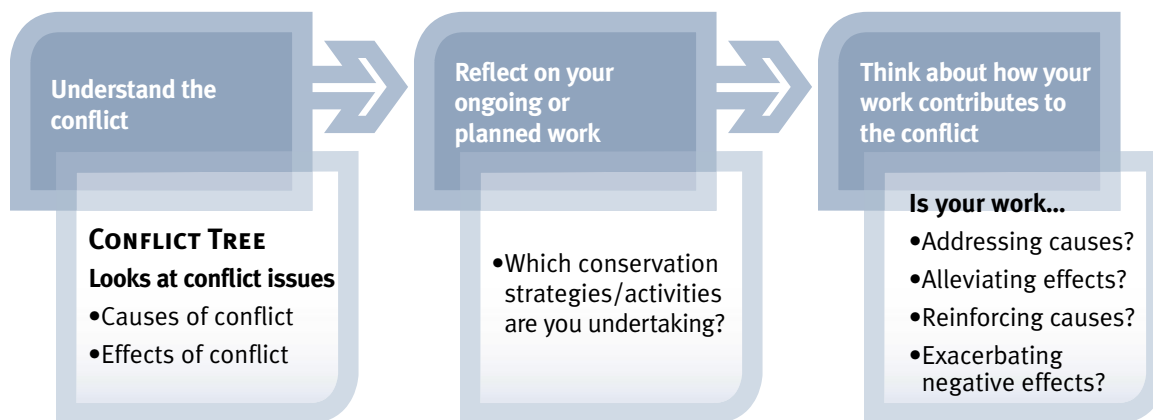 Understand the
conflict
CONFLICT TREE
Looks at conflict issues
•Causes of conflict
•Effects of conflict
Reflect on your
ongoing or
planned work
•Which conservation
strategies/activities
are you undertaking?
Think about how your
work contributes to
the conflict
Is your work...
•Addressing causes?
•Alleviating effects?
•Reinforcing causes?
•Exacerbating
negative effects?